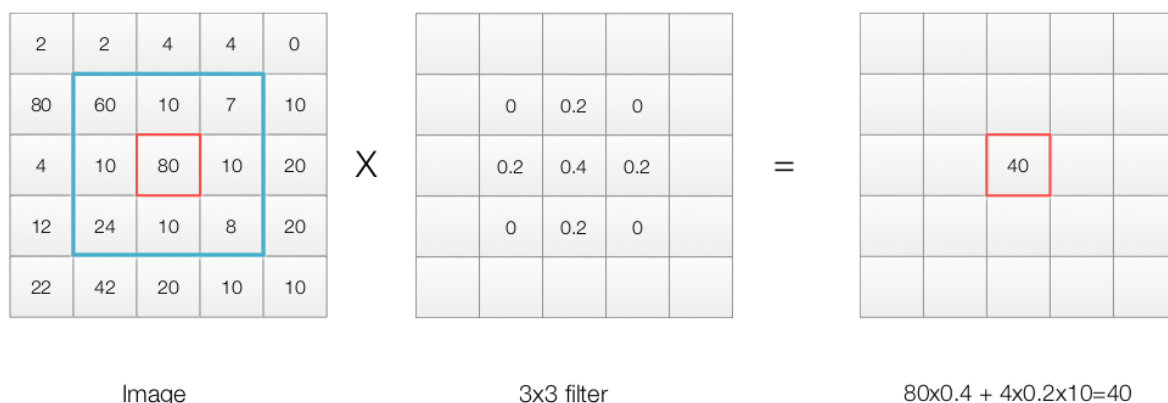 2 2 4 4 0
80 60 10 7 10 0 0.2 0
4 10 80 10 20 X 0.2 0.4 0.2 = 40
12 24 10 8 20 0 0.2 0
22 42 20 10 10
Image 3x3 filter 80x0.4 + 4x0.2x10=40